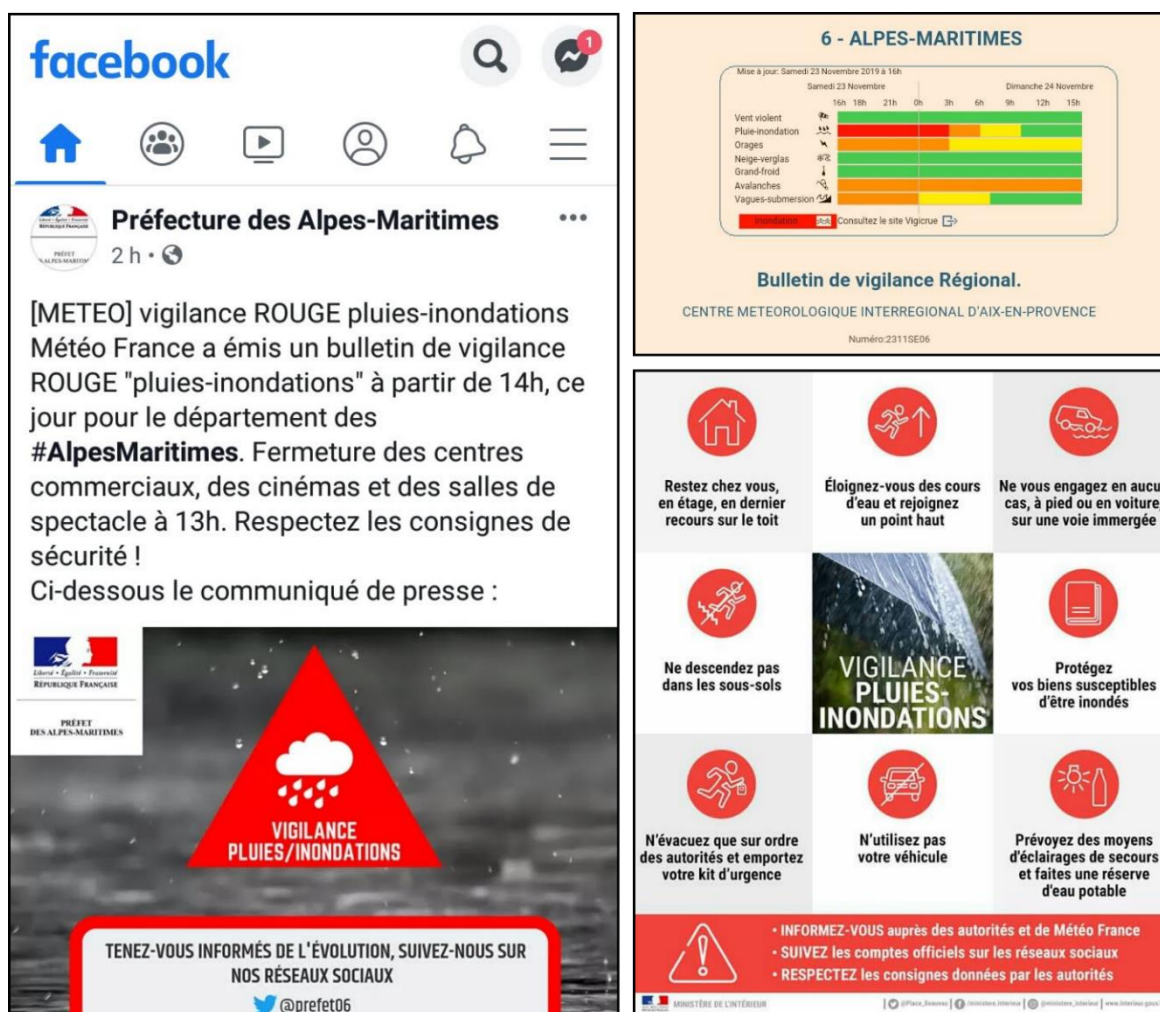 facebook
1
Préfecture des Alpes-Maritimes
2 h
[METEO] vigilance ROUGE pluies-inondations
Météo France a émis un bulletin de vigilance
ROUGE "pluies-inondations" à partir de 14h, ce
jour pour le département des
#AlpesMaritimes. Fermeture des centres
commerciaux, des cinémas et des salles de
spectacle à 13h. Respectez les consignes de
sécurité !
Ci-dessous le communiqué de presse :
Liberté • Égalité • Fraternité
RÉPUBLIQUE FRANÇAISE
PRÉFET
DES ALPES-MARITIMES
VIGILANCE
PLUIES/INONDATIONS
TENEZ-VOUS INFORMÉS DE L'ÉVOLUTION, SUIVEZ-NOUS SUR
NOS RÉSEAUX SOCIAUX
@prefet06
6 - ALPES-MARITIMES
Mise à jour: Samedi 23 Novembre 2019 à 16h
Samedi 23 Novembre Dimanche 24 Novembre
16h 18h 21h 0h 3h 6h 9h 12h 15h
Vent violent
Pluie-inondation
Orages
Neige-verglas
Grand-froid
Avalanches
Vagues-submersion
Inondation Consultez le site Vigicrue
Bulletin de vigilance Régional.
CENTRE METEOROLOGIQUE INTERREGIONAL D'AIX-EN-PROVENCE
Numéro:2311SE06
Restez chez vous,
en étage, en dernier
recours sur le toit
Éloignez-vous des cours
d'eau et rejoignez
un point haut
Ne vous engagez en aucu
cas, à pied ou en voiture,
sur une voie immergée
Ne descendez pas
dans les sous-sols
VIGILANCE
PLUIES-
INONDATIONS
Protégez
vos biens susceptibles
d'être inondés
N'évacuez que sur ordre
des autorités et emportez
votre kit d'urgence
N'utilisez pas
votre véhicule
Prévoyez des moyens
d'éclairages de secours
et faites une réserve
d'eau potable
• INFORMEZ-VOUS auprès des autorités et de Météo France
• SUIVEZ les comptes officiels sur les réseaux sociaux
• RESPECTEZ les consignes données par les autorités
MINISTÈRE DE L'INTÉRIEUR @Place_Beauvau /ministere.interieur @ministere_interieur